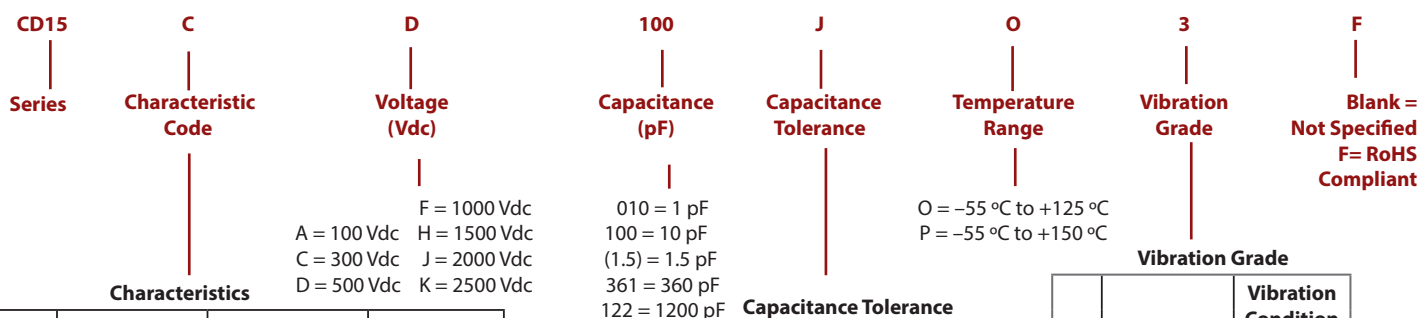 CD15 C D 100 J O 3 F
Series
Characteristic
Code
Voltage
(Vdc)
Capacitance
(pF)
Capacitance
Tolerance
Temperature
Range
Vibration
Grade
Blank =
Not Specified
F= RoHS
Compliant
F = 1000 Vdc
A = 100 Vdc H = 1500 Vdc
C = 300 Vdc J = 2000 Vdc
D = 500 Vdc K = 2500 Vdc
010 = 1 pF
100 = 10 pF
(1.5) = 1.5 pF
361 = 360 pF
122 = 1200 pF
O = –55 ºC to +125 ºC
P = –55 ºC to +150 ºC
Characteristics
Capacitance Tolerance
Vibration Grade
Vibration
Condition